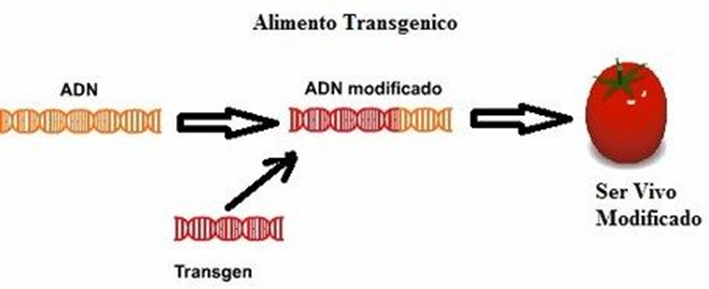 Alimento Transgenico
ADN
ADN modificado
Transgen
Ser Vivo
Modificado